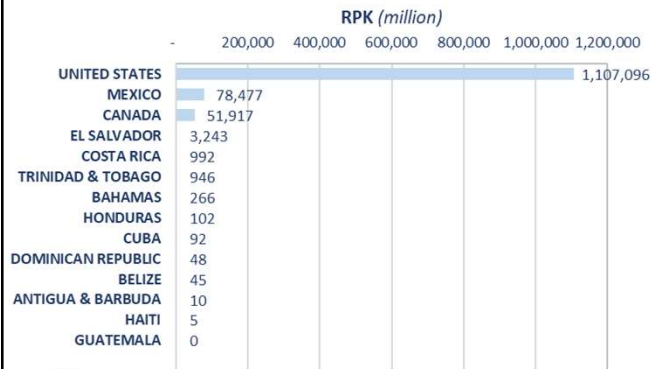 RPK (million)
- 200,000 400,000 600,000 800,000 1,000,000 1,200,000
UNITED STATES 1,107,096
MEXICO 78,477
CANADA 51,917
EL SALVADOR 3,243
COSTA RICA 992
TRINIDAD & TOBAGO 946
BAHAMAS 266
HONDURAS 102
CUBA 92
DOMINICAN REPUBLIC 48
BELIZE 45
ANTIGUA & BARBUDA 10
HAITI 5
GUATEMALA 0